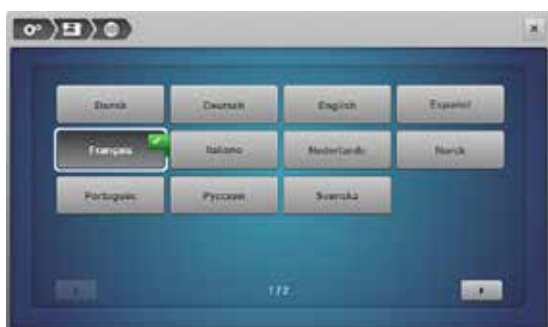 Dansk Deutsch English Español
Français Italiano Nederlands Norsk
Português Русский Svenska
1 / 2